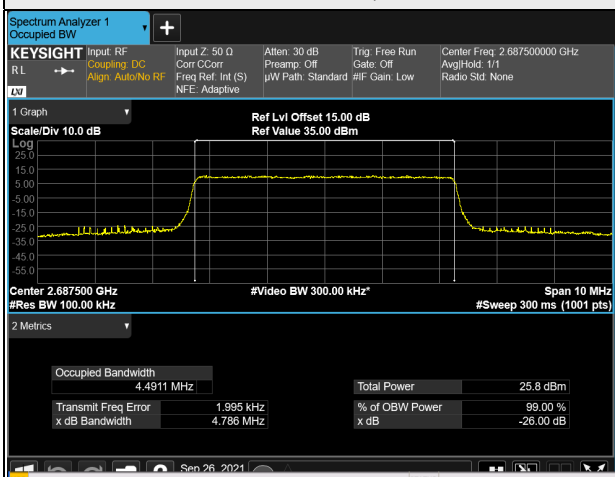 Spectrum Analyzer 1
Occupied BW
KEYSIGHT
R L
LXI
Input: RF
Coupling: DC
Align: Auto/No RF
Input Z: 50 Ω
Corr CCorr
Freq Ref: Int (S)
NFE: Adaptive
Atten: 30 dB
Preamp: Off
µW Path: Standard
Trig: Free Run
Gate: Off
#IF Gain: Low
Center Freq: 2.687500000 GHz
Avg|Hold: 1/1
Radio Std: None
1 Graph
Scale/Div 10.0 dB
Ref Lvl Offset 15.00 dB
Ref Value 35.00 dBm
Log
25.0
15.0
5.00
-5.00
-15.0
-25.0
-35.0
-45.0
-55.0
Center 2.687500 GHz
#Res BW 100.00 kHz
#Video BW 300.00 kHz*
Span 10 MHz
#Sweep 300 ms (1001 pts)
2 Metrics
Occupied Bandwidth
4.4911 MHz
Transmit Freq Error 1.995 kHz
x dB Bandwidth 4.786 MHz
Total Power 25.8 dBm
% of OBW Power 99.00 %
x dB -26.00 dB
Sep 26, 2021